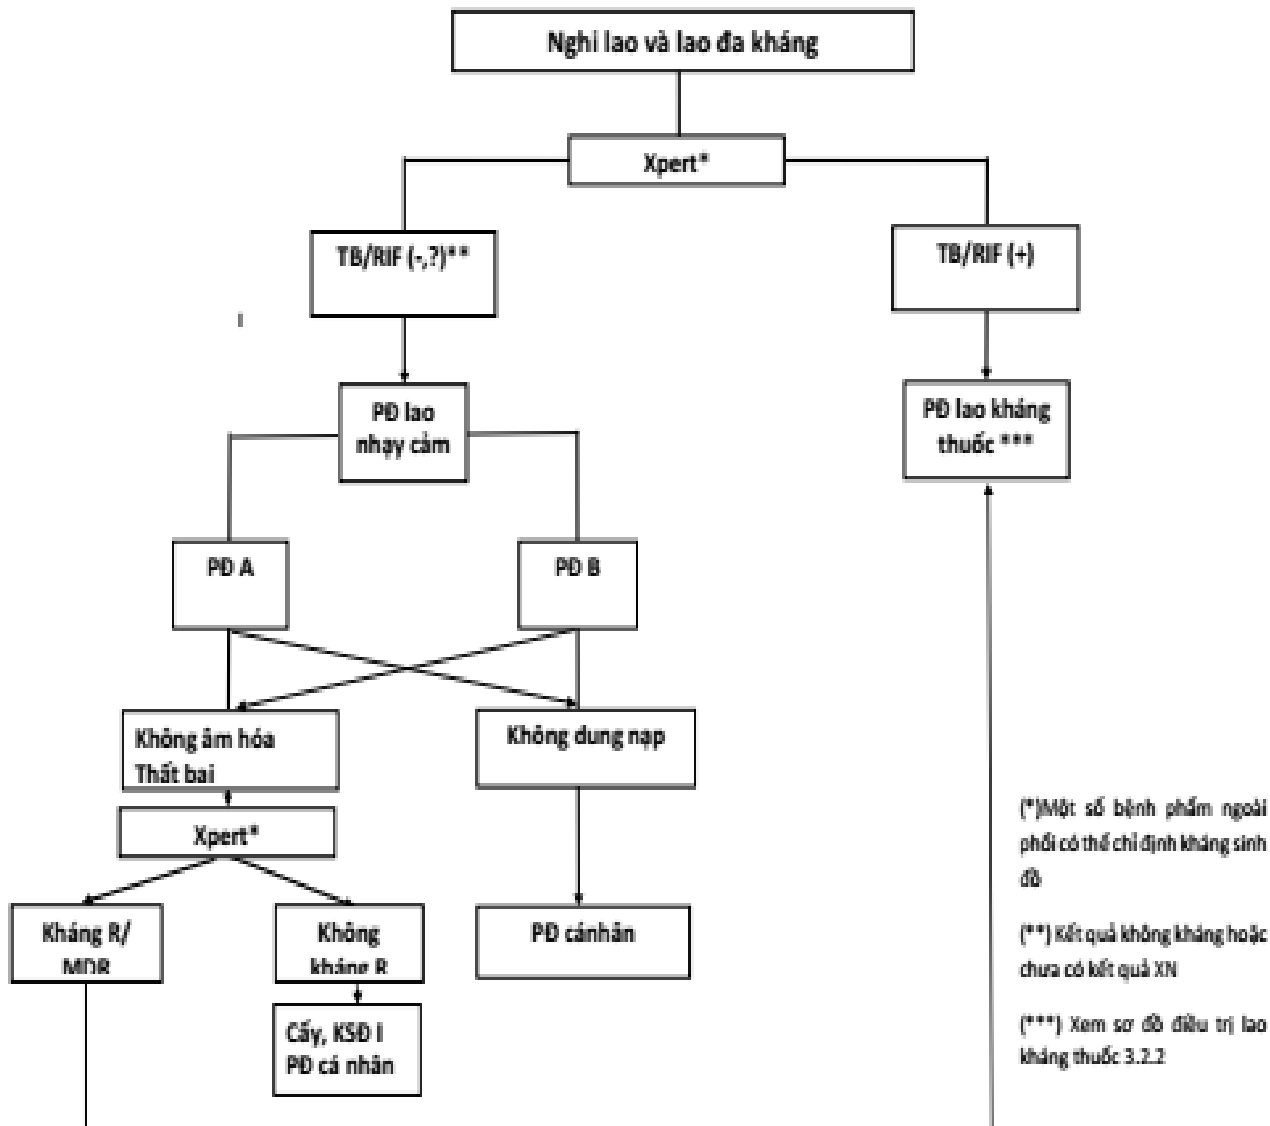 Nghi lao và lao đa kháng
Xpert*
TB/RIF (-,?)**
TB/RIF (+)
PĐ lao
nhạy cảm
PĐ lao kháng
thuốc ***
PĐ A
PĐ B
Không âm hóa
Thất bai
Không dung nạp
Xpert*
Kháng R/
MDR
Không
kháng R
PĐ cánhân
Cấy, KSĐ I
PĐ cá nhân
(*)Một số bệnh phẩm ngoài
phổi có thể chỉ định kháng sinh
đồ
(**) Kết quả không kháng hoặc
chưa có kết quả XN
(***) Xem sơ đồ điều trị lao
kháng thuốc 3.2.2